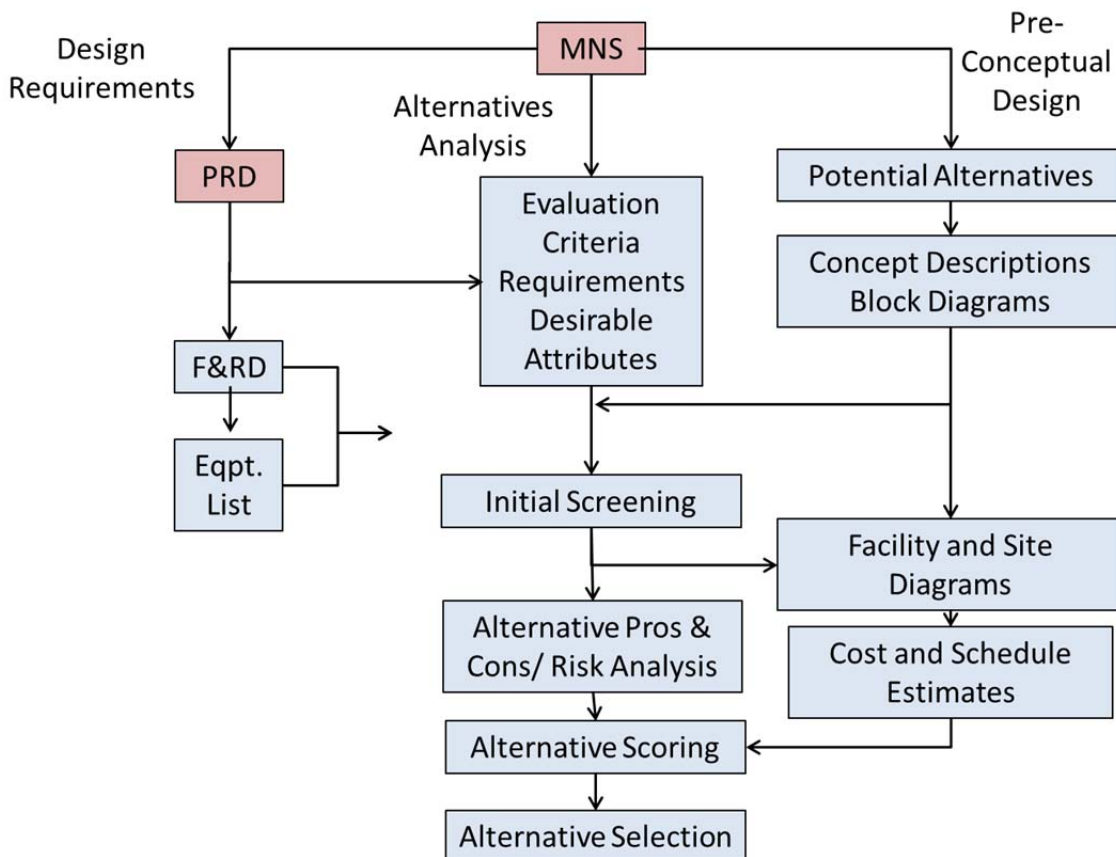 Design
Requirements
MNS
Pre-
Conceptual
Design
Alternatives
Analysis
PRD
Evaluation
Criteria
Requirements
Desirable
Attributes
Potential Alternatives
Concept Descriptions
Block Diagrams
F&RD
Eqpt.
List
Initial Screening
Facility and Site
Diagrams
Alternative Pros &
Cons/ Risk Analysis
Cost and Schedule
Estimates
Alternative Scoring
Alternative Selection